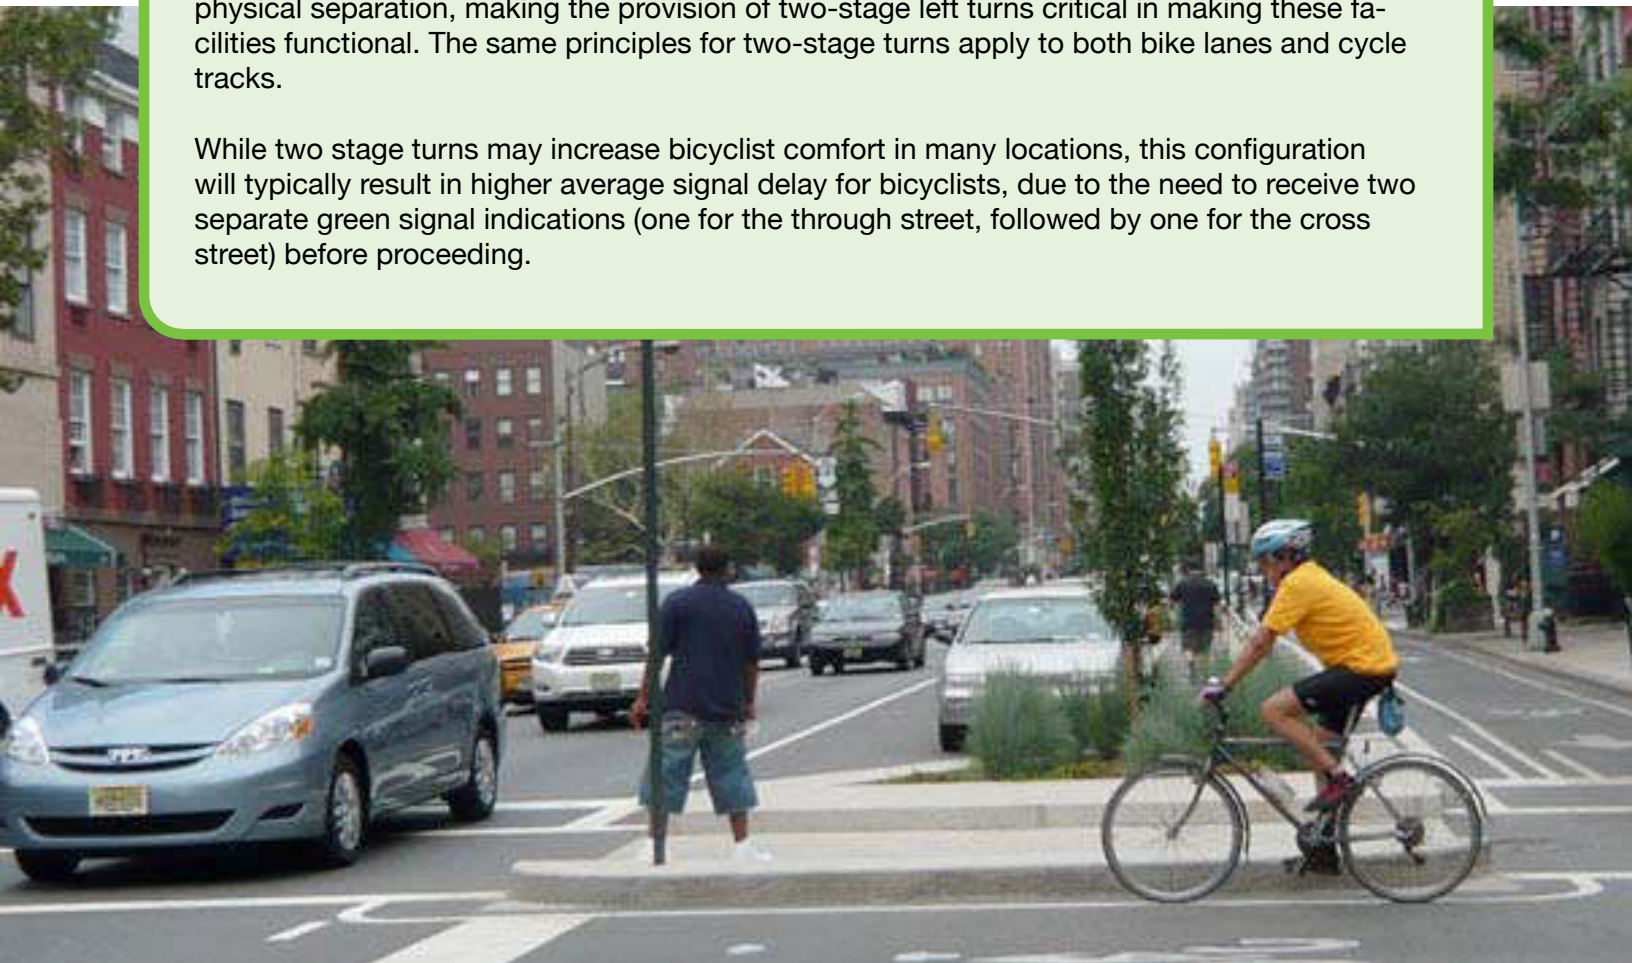 physical separation, making the provision of two-stage left turns critical in making these fa-
cilities functional. The same principles for two-stage turns apply to both bike lanes and cycle
tracks.
While two stage turns may increase bicyclist comfort in many locations, this configuration
will typically result in higher average signal delay for bicyclists, due to the need to receive two
separate green signal indications (one for the through street, followed by one for the cross
street) before proceeding.